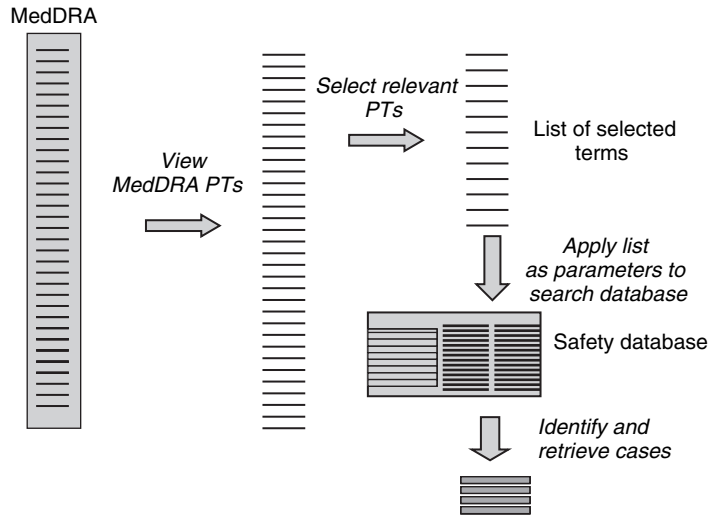 MedDRA
View
MedDRA PTs
Select relevant
PTs
List of selected
terms
Apply list
as parameters to
search database
Safety database
Identify and
retrieve cases